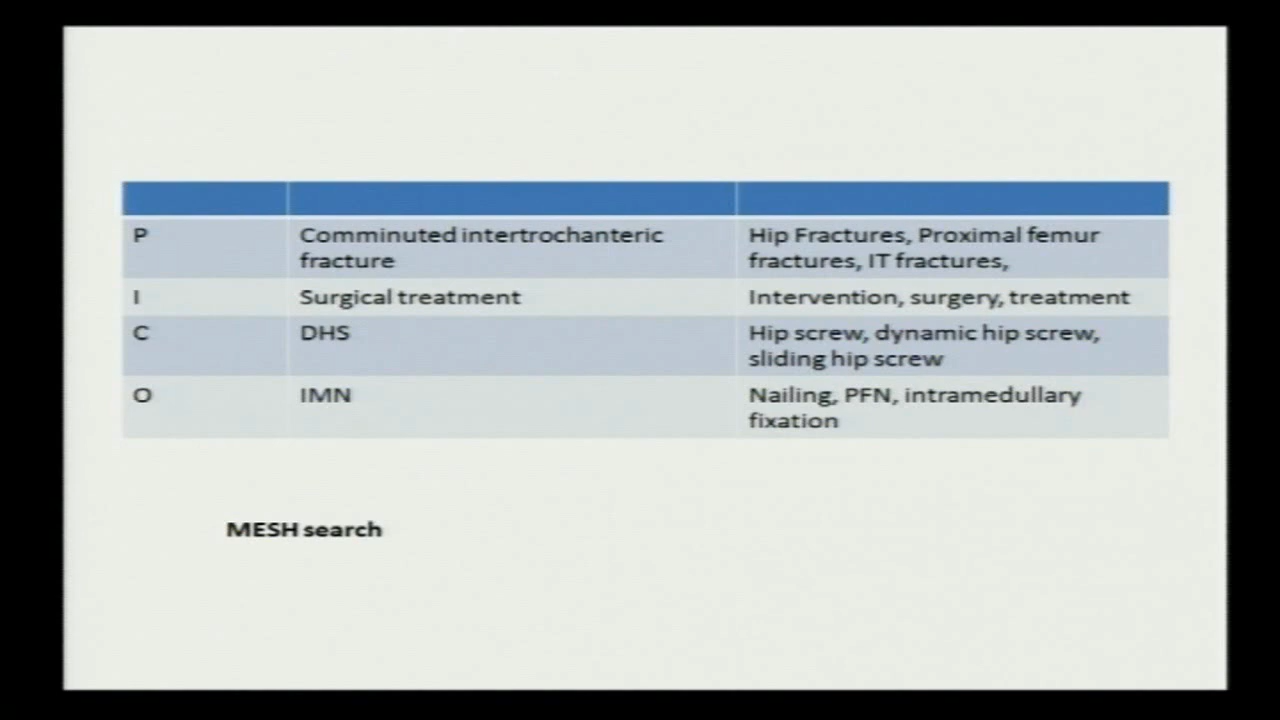 P
Comminuted intertrochanteric
fracture
Hip Fractures, Proximal femur
fractures, IT fractures,
I
Surgical treatment
Intervention, surgery, treatment
C
DHS
Hip screw, dynamic hip screw,
sliding hip screw
O
IMN
Nailing, PFN, intramedullary
fixation
MESH search